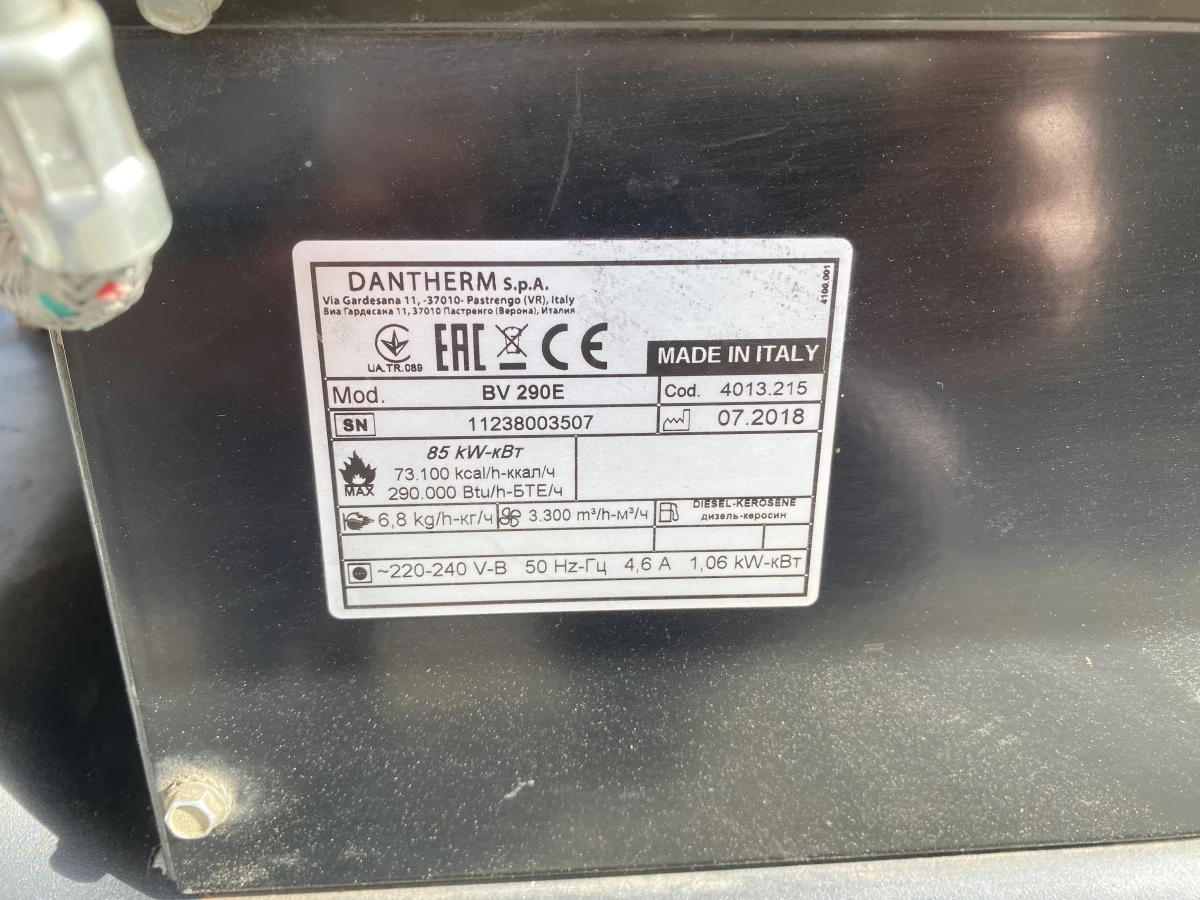 DANTHERM S.p.A.
Via Gardesana 11, -37010- Pastrengo (VR), Italy
Виа Гардесана 11, 37010 Пастренго (Верона), Италия
4100.001
UA.TR.089
EAC CE
MADE IN ITALY
Mod. BV 290E
Cod. 4013.215
SN 11238003507
07.2018
85 kW-кВт
73.100 kcal/h-ккал/ч
MAX
290.000 Btu/h-БТЕ/ч
6,8 kg/h-кг/ч
3.300 m³/h-м³/ч
DIESEL-KEROSENE
дизель-керосин
~220-240 V-В 50 Hz-Гц 4,6 A 1,06 kW-кВт